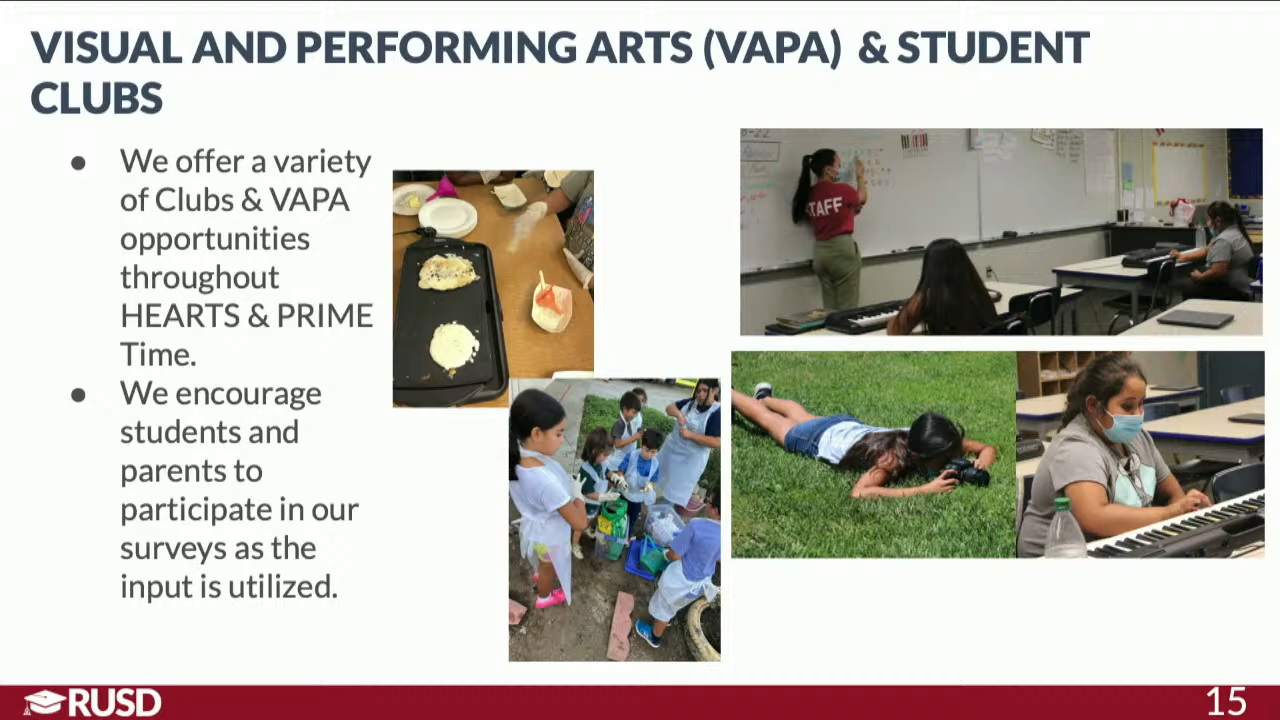 VISUAL AND PERFORMING ARTS (VAPA) & STUDENT
CLUBS
● We offer a variety
of Clubs & VAPA
opportunities
throughout
HEARTS & PRIME
Time.
● We encourage
students and
parents to
participate in our
surveys as the
input is utilized.
STAFF
RUSD
15